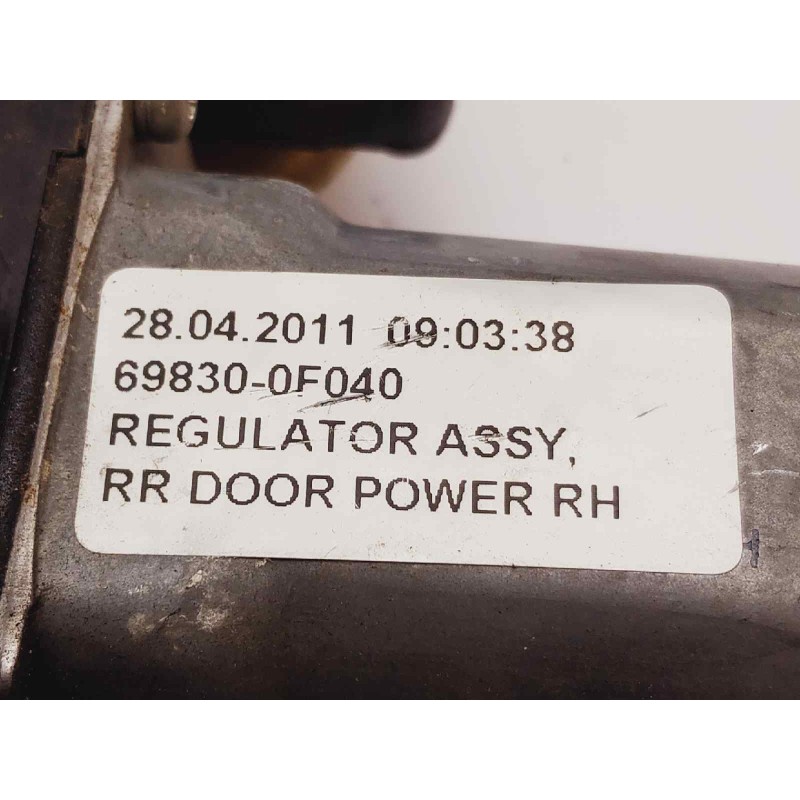 28.04.2011 09:03:38
69830-0F040
REGULATOR ASSY,
RR DOOR POWER RH